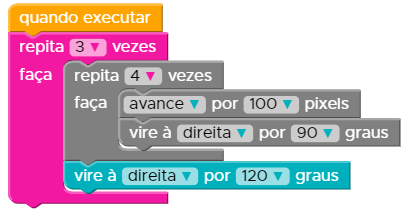 quando executar
repita 3 vezes
faça repita 4 vezes
faça avance por 100 pixels
vire à direita por 90 graus
vire à direita por 120 graus